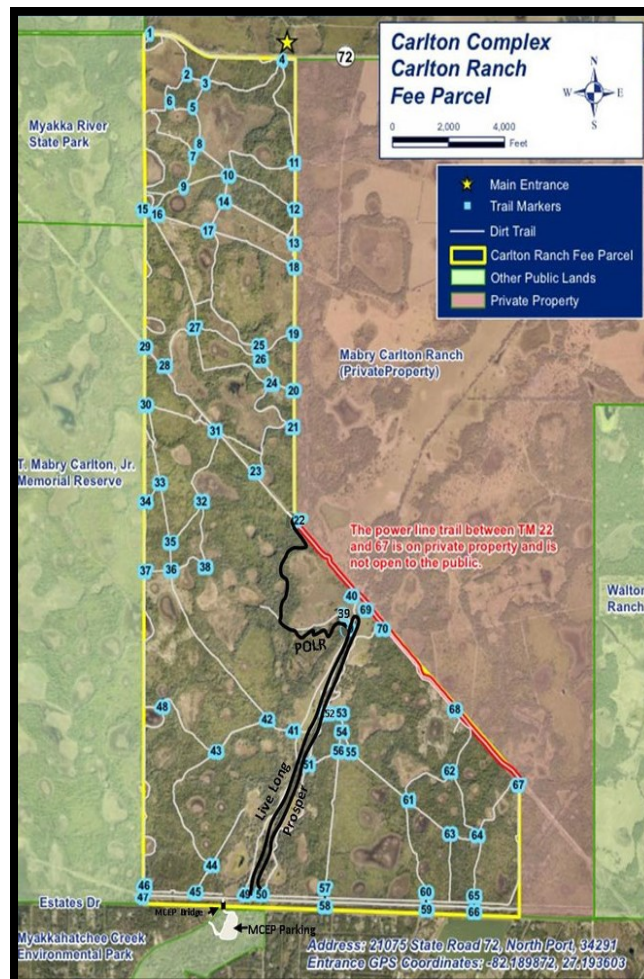 1
2
3
4
72
Carlton Complex
Carlton Ranch
Fee Parcel
N
W
E
S
0
2,000
4,000
Feet
Main Entrance
Trail Markers
Dirt Trail
Carlton Ranch Fee Parcel
Other Public Lands
Private Property
Myakka River
State Park
6
5
8
7
11
10
9
14
12
15
16
17
13
18
27
19
29
25
26
28
Mabry Carlton Ranch
(PrivateProperty)
24
20
30
31
21
T. Mabry Carlton, Jr.
Memorial Reserve
23
33
32
34
22
The power line trail between TM 22
and 67 is on private property and is
not open to the public.
35
37
36
38
Walton
Ranch
40
39
69
70
POLR
48
42
41
52
53
68
54
43
56
55
51
62
67
Live Long
Prosper
61
63
64
44
46
45
49
50
57
60
65
47
Estates Dr
MCEP Bridge
58
59
66
MCEP Parking
Myakkahatchee Creek
Environmental Park
Address: 21075 State Road 72, North Port, 34291
Entrance GPS Coordinates: -82.189872, 27.193603